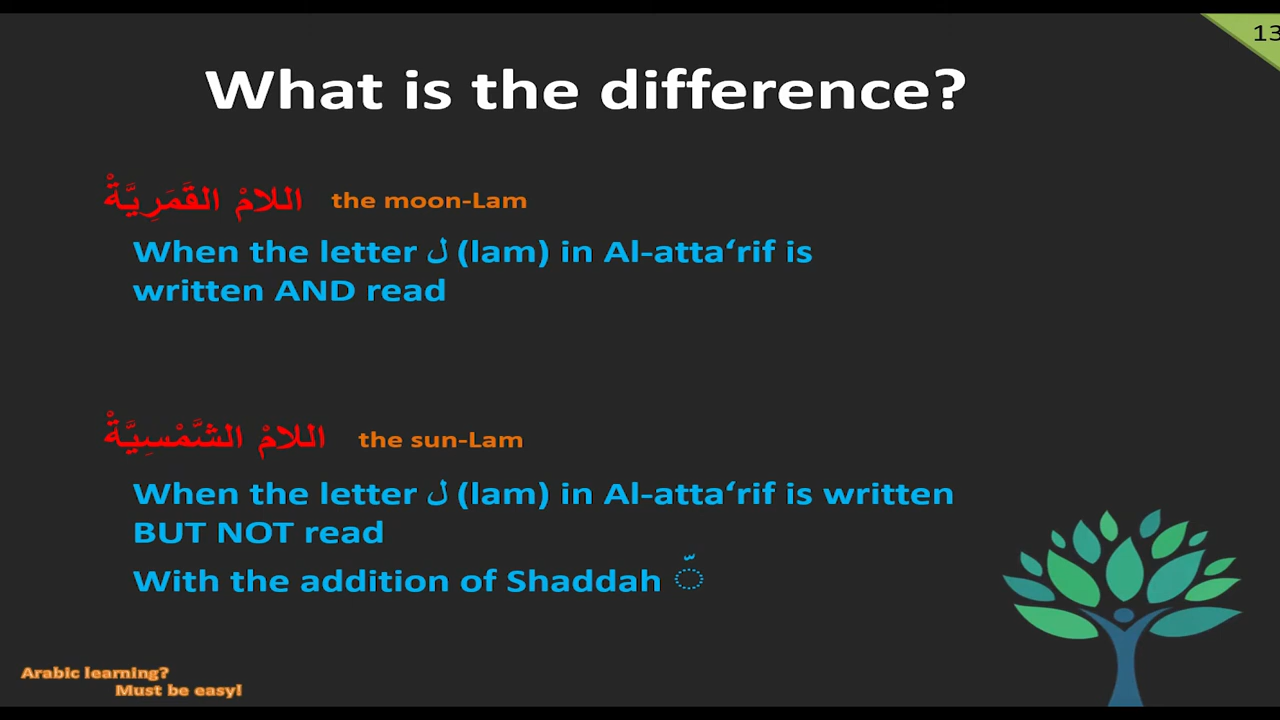 13
What is the difference?
اللامْ القَمَرِيَّةْ the moon-Lam
When the letter ل (lam) in Al-atta‘rif is
written AND read
اللامْ الشَّمْسِيَّةْ the sun-Lam
When the letter ل (lam) in Al-atta‘rif is written
BUT NOT read
With the addition of Shaddah ◌ّ
Arabic learning?
Must be easy!